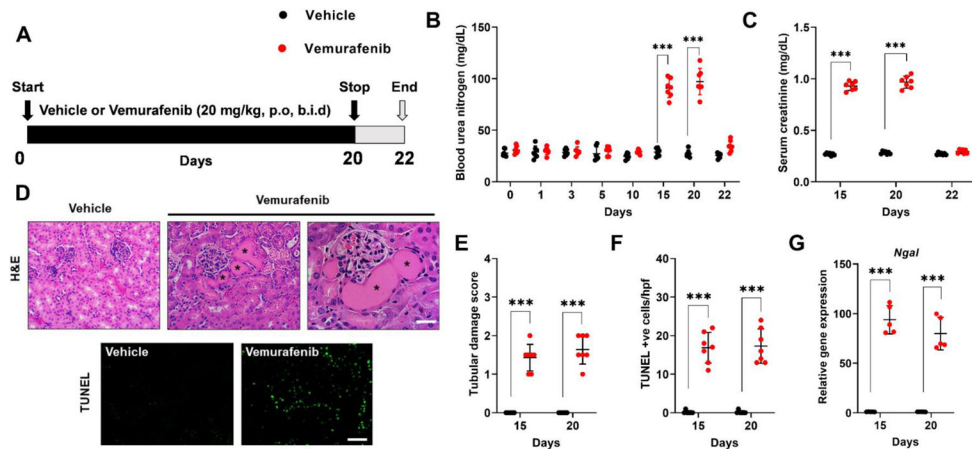 A
Vehicle
Vemurafenib
Start
Stop
End
Vehicle or Vemurafenib (20 mg/kg, p.o, b.i.d)
0
Days
20
22
B
Blood urea nitrogen
(mg/dL)
150
100
50
0
***
***
0 1 3 5 10 15 20 22
Days
C
Serum creatinine (mg/dL)
1.5
1.0
0.5
0.0
***
***
15 20 22
Days
D
Vehicle
Vemurafenib
H&E
* * * *
* * *
TUNEL
Vehicle
Vemurafenib
E
Tubular damage score
4
3
2
1
0
***
***
15 20
Days
F
TUNEL +ve cells/hpf
40
30
20
10
0
***
***
15 20
Days
G
Ngal
Relative gene expression
150
100
50
0
***
***
15 20
Days